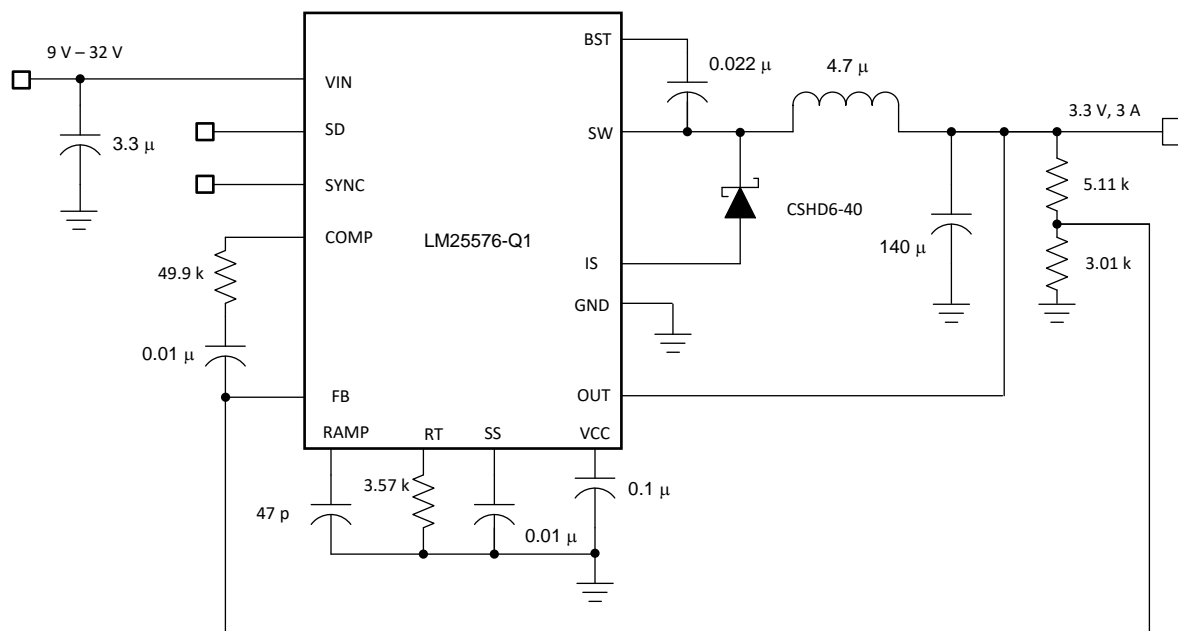 9 V – 32 V
BST
0.022 μ
4.7 μ
VIN
SD
SW
3.3 V, 3 A
3.3 μ
SYNC
5.11 k
CSHD6-40
COMP
LM25576-Q1
140 μ
49.9 k
IS
3.01 k
GND
0.01 μ
FB
OUT
RAMP
RT
SS
VCC
3.57 k
0.1 μ
47 p
0.01 μ